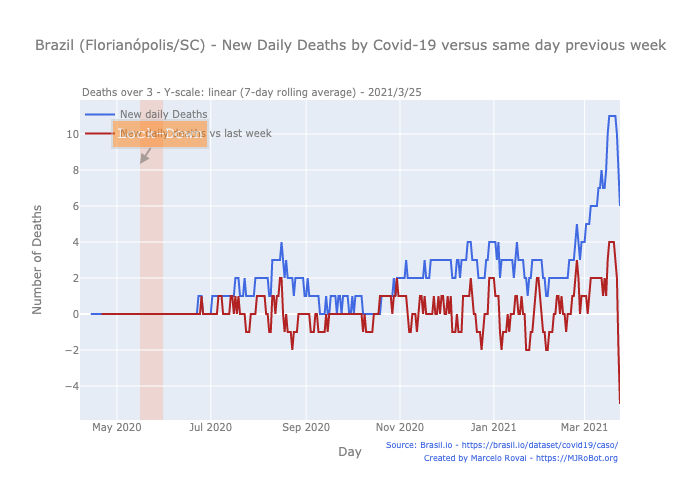 Brazil (Florianópolis/SC) - New Daily Deaths by Covid-19 versus same day previous week
Deaths over 3 - Y-scale: linear (7-day rolling average) - 2021/3/25
New daily Deaths
vs last week
Number of Deaths
10
8
6
4
2
0
−2
−4
May 2020
Jul 2020
Sep 2020
Nov 2020
Jan 2021
Mar 2021
Day
Source: Brasil.io - https://brasil.io/dataset/covid19/caso/
Created by Marcelo Rovai - https://MJRoBot.org